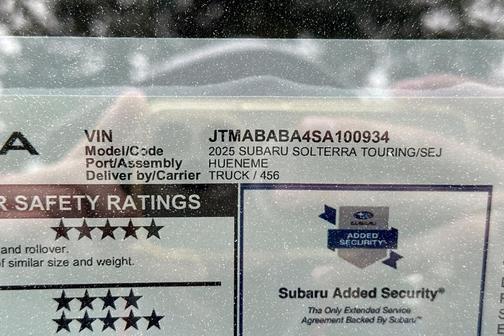 VIN JTMABABA4SA100934
Model/Code 2025 SUBARU SOLTERRA TOURING/SEJ
Port/Assembly HUENEME
Deliver by/Carrier TRUCK / 456
SAFETY RATINGS
and rollover.
of similar size and weight.
SUBARU
ADDED
SECURITY
Subaru Added Security®
The Only Extended Service
Agreement Backed By Subaru™